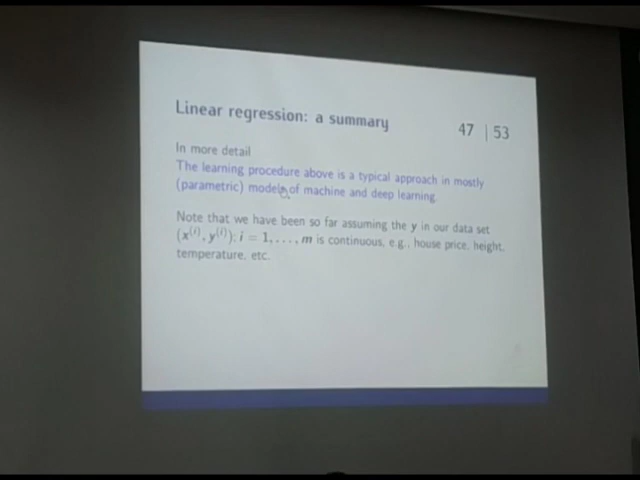 Linear regression: a summary
47 | 53
In more detail
The learning procedure above is a typical approach in mostly
(parametric) models of machine and deep learning.
Note that we have been so far assuming the y in our data set
(x^(i), y^(i)); i = 1, . . . , m is continuous, e.g., house price, height,
temperature, etc.